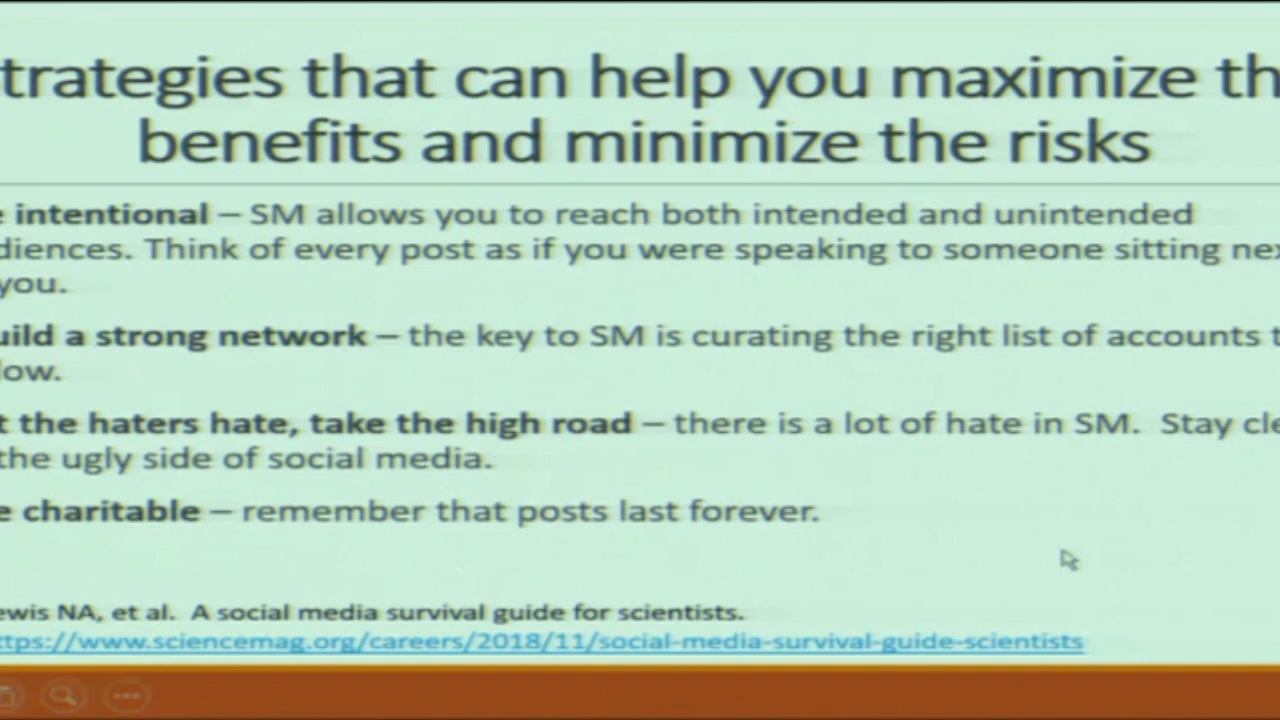 trategies that can help you maximize th
benefits and minimize the risks
e intentional – SM allows you to reach both intended and unintended
diences. Think of every post as if you were speaking to someone sitting nex
you.
uild a strong network – the key to SM is curating the right list of accounts t
low.
t the haters hate, take the high road – there is a lot of hate in SM.  Stay cle
the ugly side of social media.
e charitable – remember that posts last forever.
ewis NA, et al.  A social media survival guide for scientists.
ttps://www.sciencemag.org/careers/2018/11/social-media-survival-guide-scientists